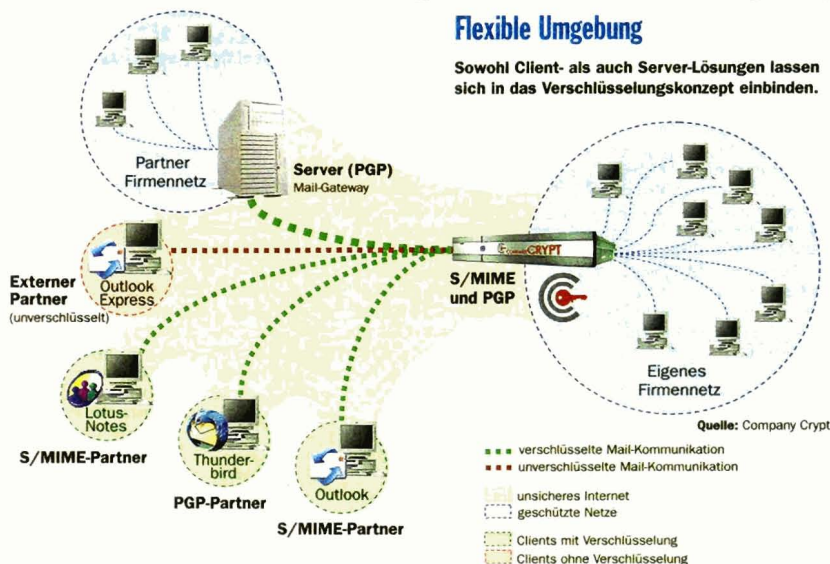 Flexible Umgebung
Sowohl Client- als auch Server-Lösungen lassen
sich in das Verschlüsselungskonzept einbinden.
Partner
Firmennetz
Server (PGP)
Mail-Gateway
Externer
Partner
(unverschlüsselt)
Outlook
Express
CRYPT
S/MIME
und PGP
Eigenes
Firmennetz
Lotus-
Notes
S/MIME-Partner
Thunder-
bird
PGP-Partner
Outlook
S/MIME-Partner
Quelle: Company Crypt
verschlüsselte Mail-Kommunikation
unverschlüsselte Mail-Kommunikation
unsicheres Internet
geschützte Netze
Clients mit Verschlüsselung
Clients ohne Verschlüsselung